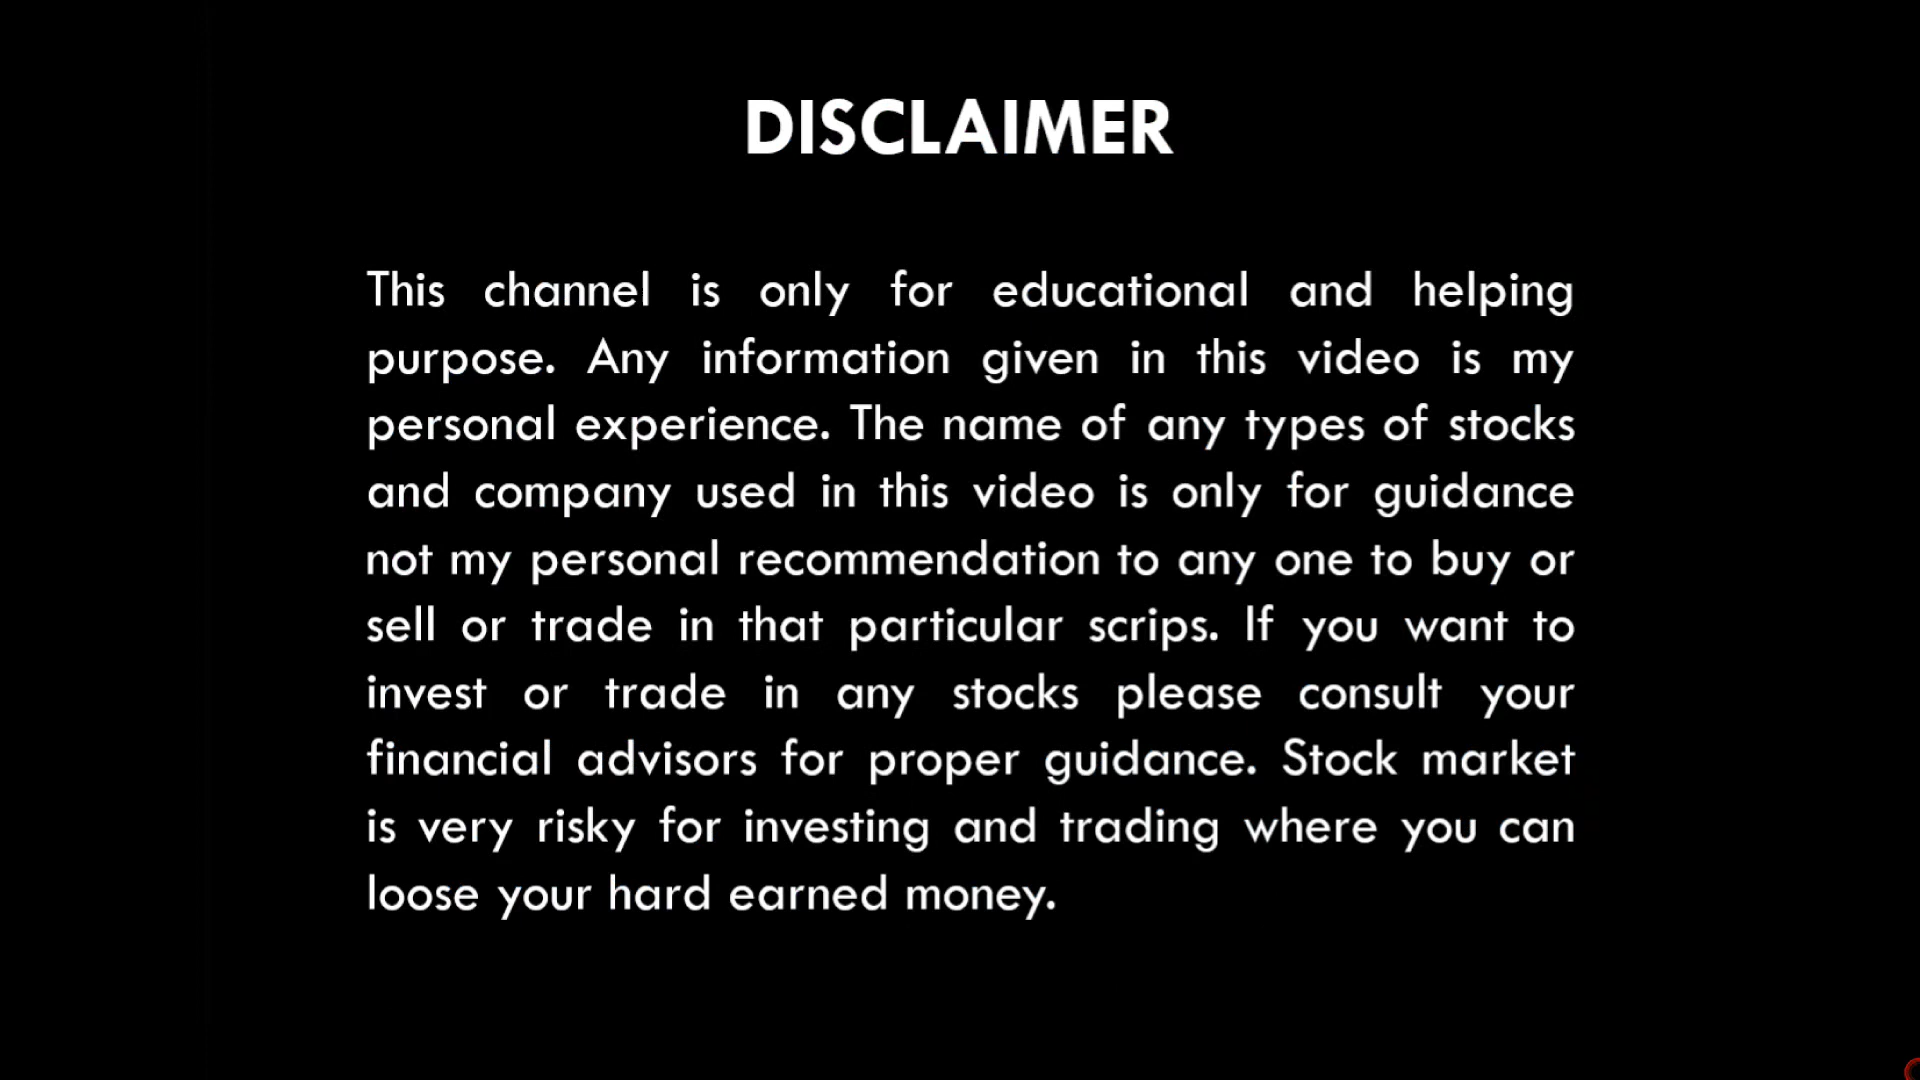 DISCLAIMER
This channel is only for educational and helping
purpose. Any information given in this video is my
personal experience. The name of any types of stocks
and company used in this video is only for guidance
not my personal recommendation to any one to buy or
sell or trade in that particular scrips. If you want to
invest or trade in any stocks please consult your
financial advisors for proper guidance. Stock market
is very risky for investing and trading where you can
loose your hard earned money.